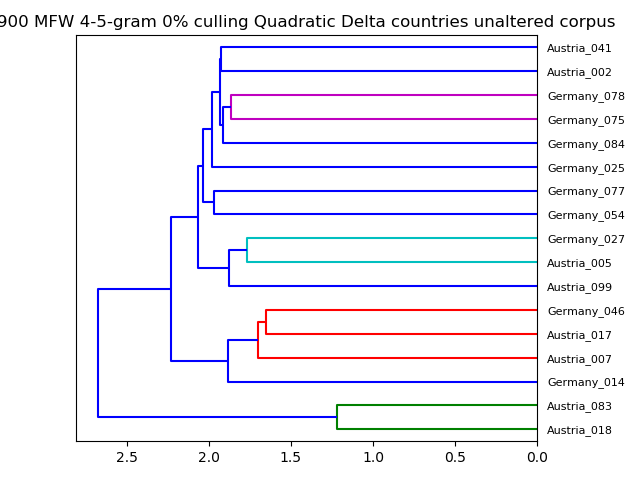 900 MFW 4-5-gram 0% culling Quadratic Delta countries unaltered corpus
Austria_041
Austria_002
Germany_078
Germany_075
Germany_084
Germany_025
Germany_077
Germany_054
Germany_027
Austria_005
Austria_099
Germany_046
Austria_017
Austria_007
Germany_014
Austria_083
Austria_018
2.5 2.0 1.5 1.0 0.5 0.0